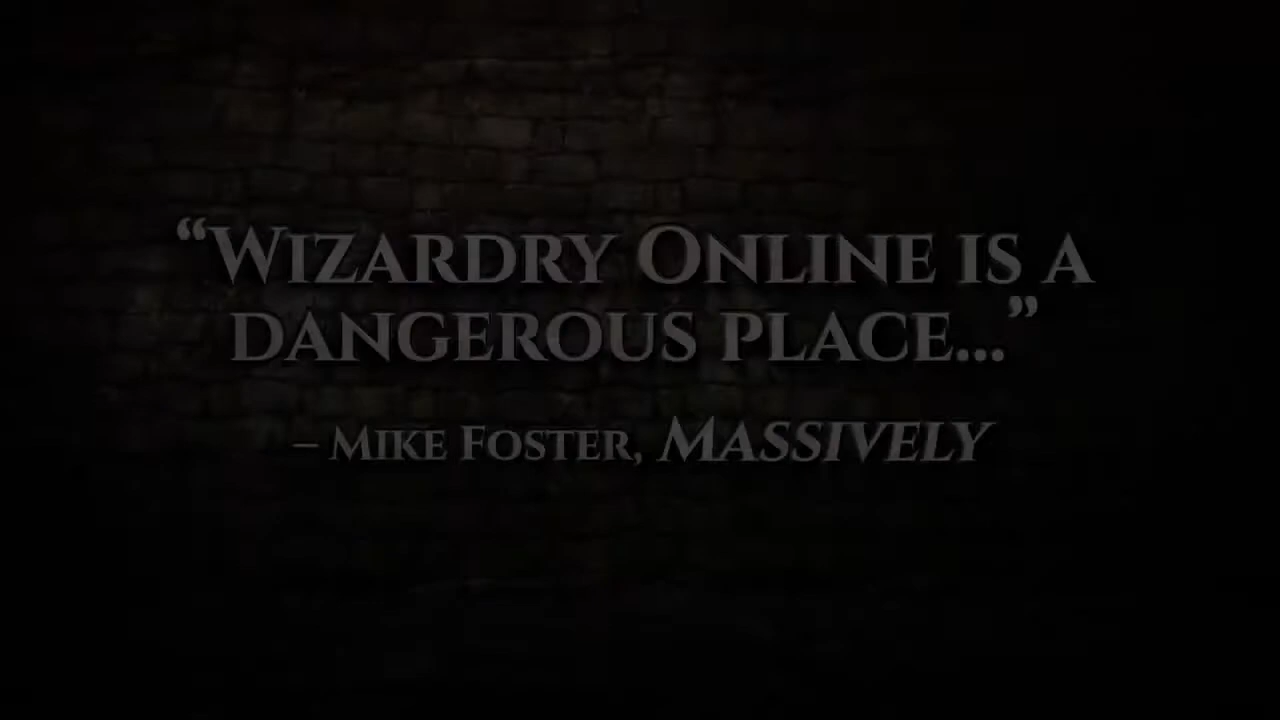 “Wizardry Online is a
dangerous place...”
– Mike Foster, Massively